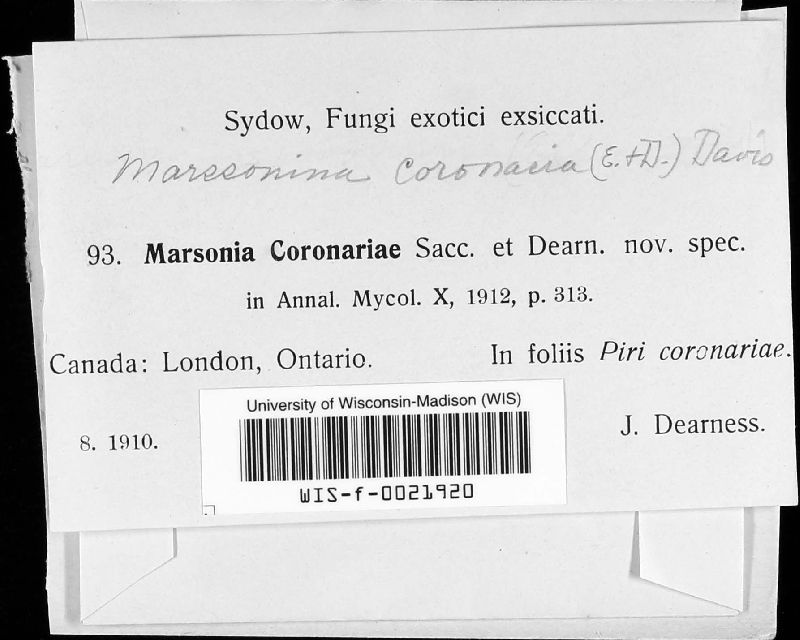 Sydow, Fungi exotici exsiccati.
Marssonina coronaria (E. + D.) Davis
93. Marsonia Coronariae Sacc. et Dearn. nov. spec.
in Annal. Mycol. X, 1912, p. 313.
Canada: London, Ontario. In foliis Piri coronariae.
8. 1910. J. Dearness.
University of Wisconsin-Madison (WIS)
WIS-f-0021920